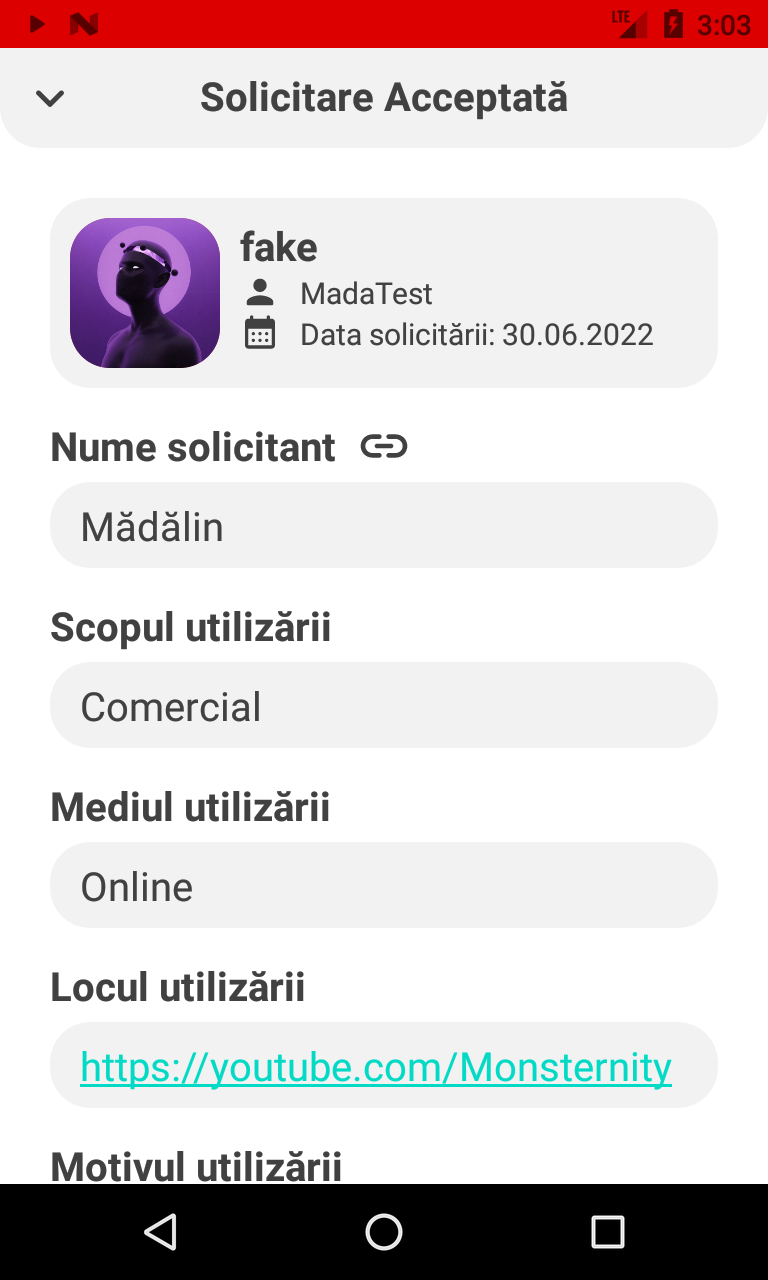 LTE 3:03
Solicitare Acceptată
fake
MadaTest
Data solicitării: 30.06.2022
Nume solicitant
Mădălin
Scopul utilizării
Comercial
Mediul utilizării
Online
Locul utilizării
https://youtube.com/Monsternity
Motivul utilizării